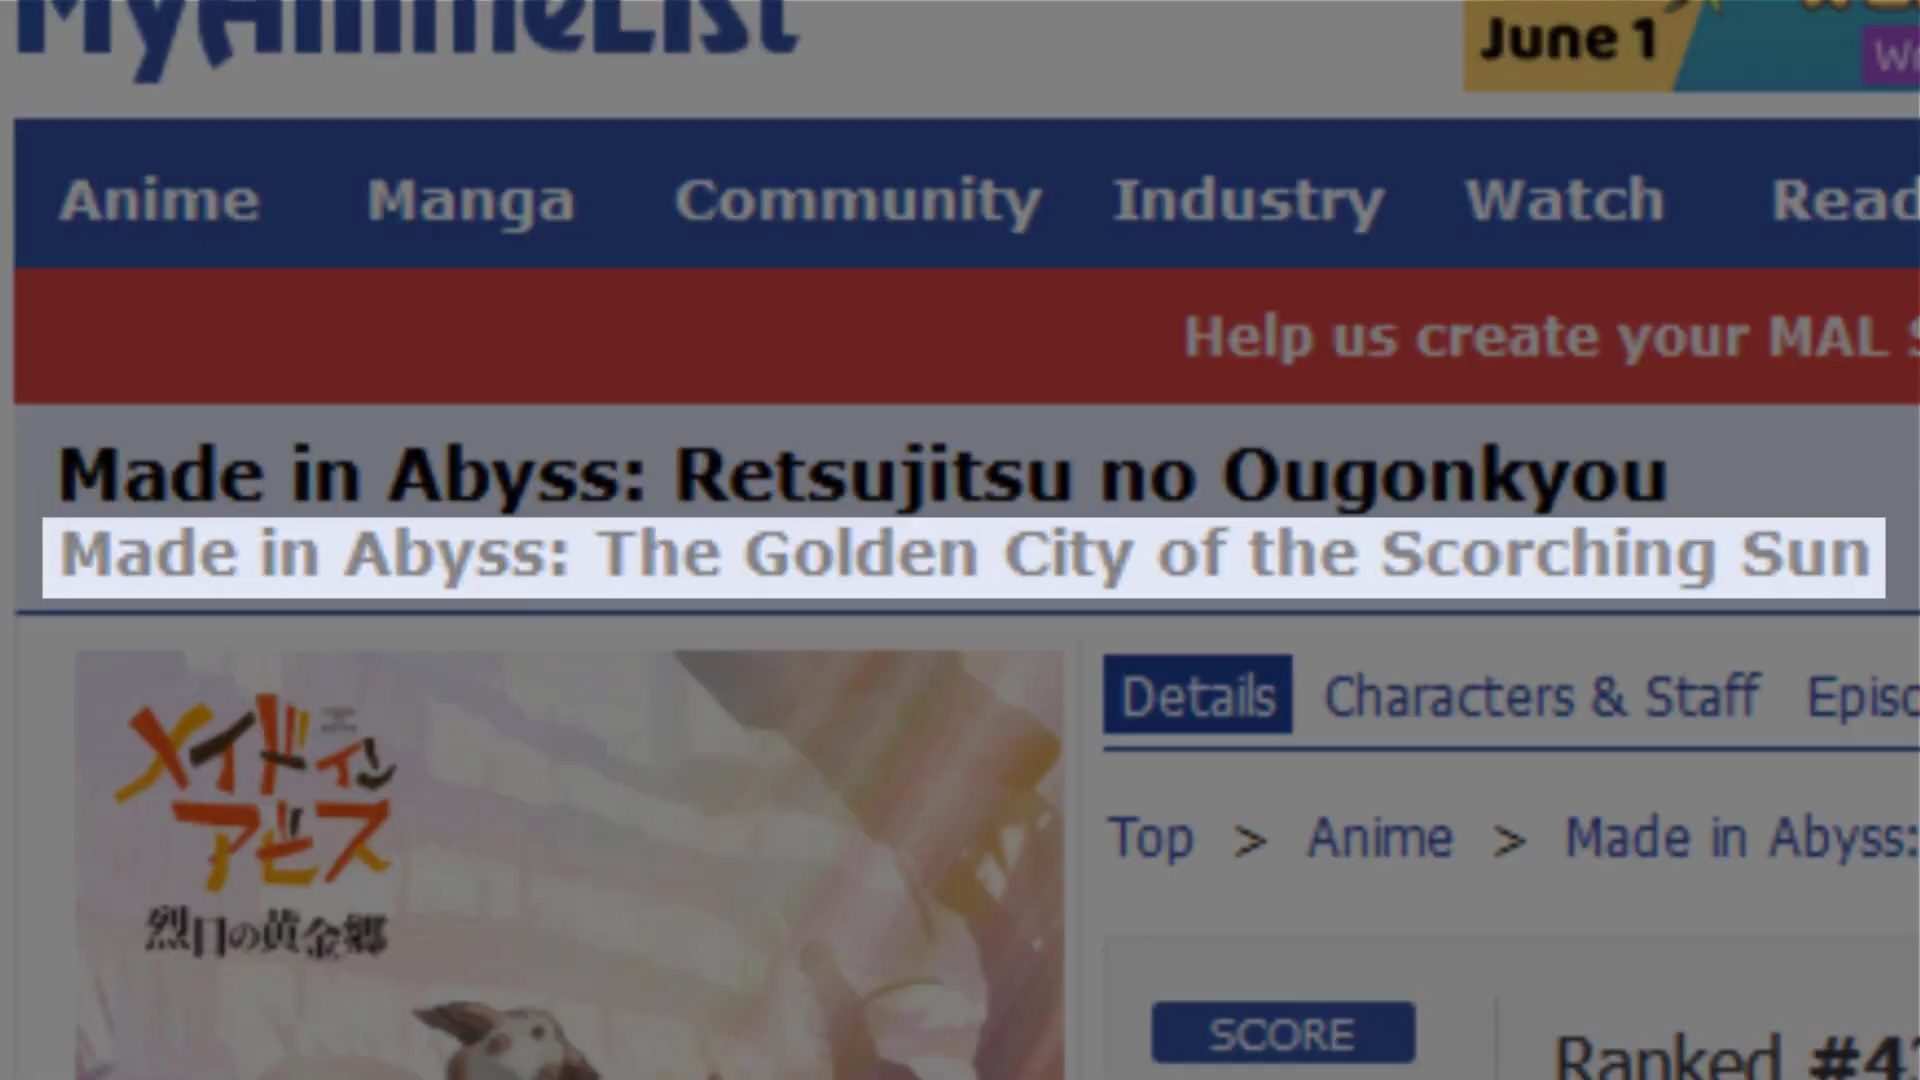 MyAnimeList
June 1
Anime Manga Community Industry Watch Read
Help us create your MAL
Made in Abyss: Retsujitsu no Ougonkyou
Made in Abyss: The Golden City of the Scorching Sun
メイドインアビス
烈日の黄金郷
Details Characters & Staff
Top > Anime > Made in Abyss:
SCORE
Ranked